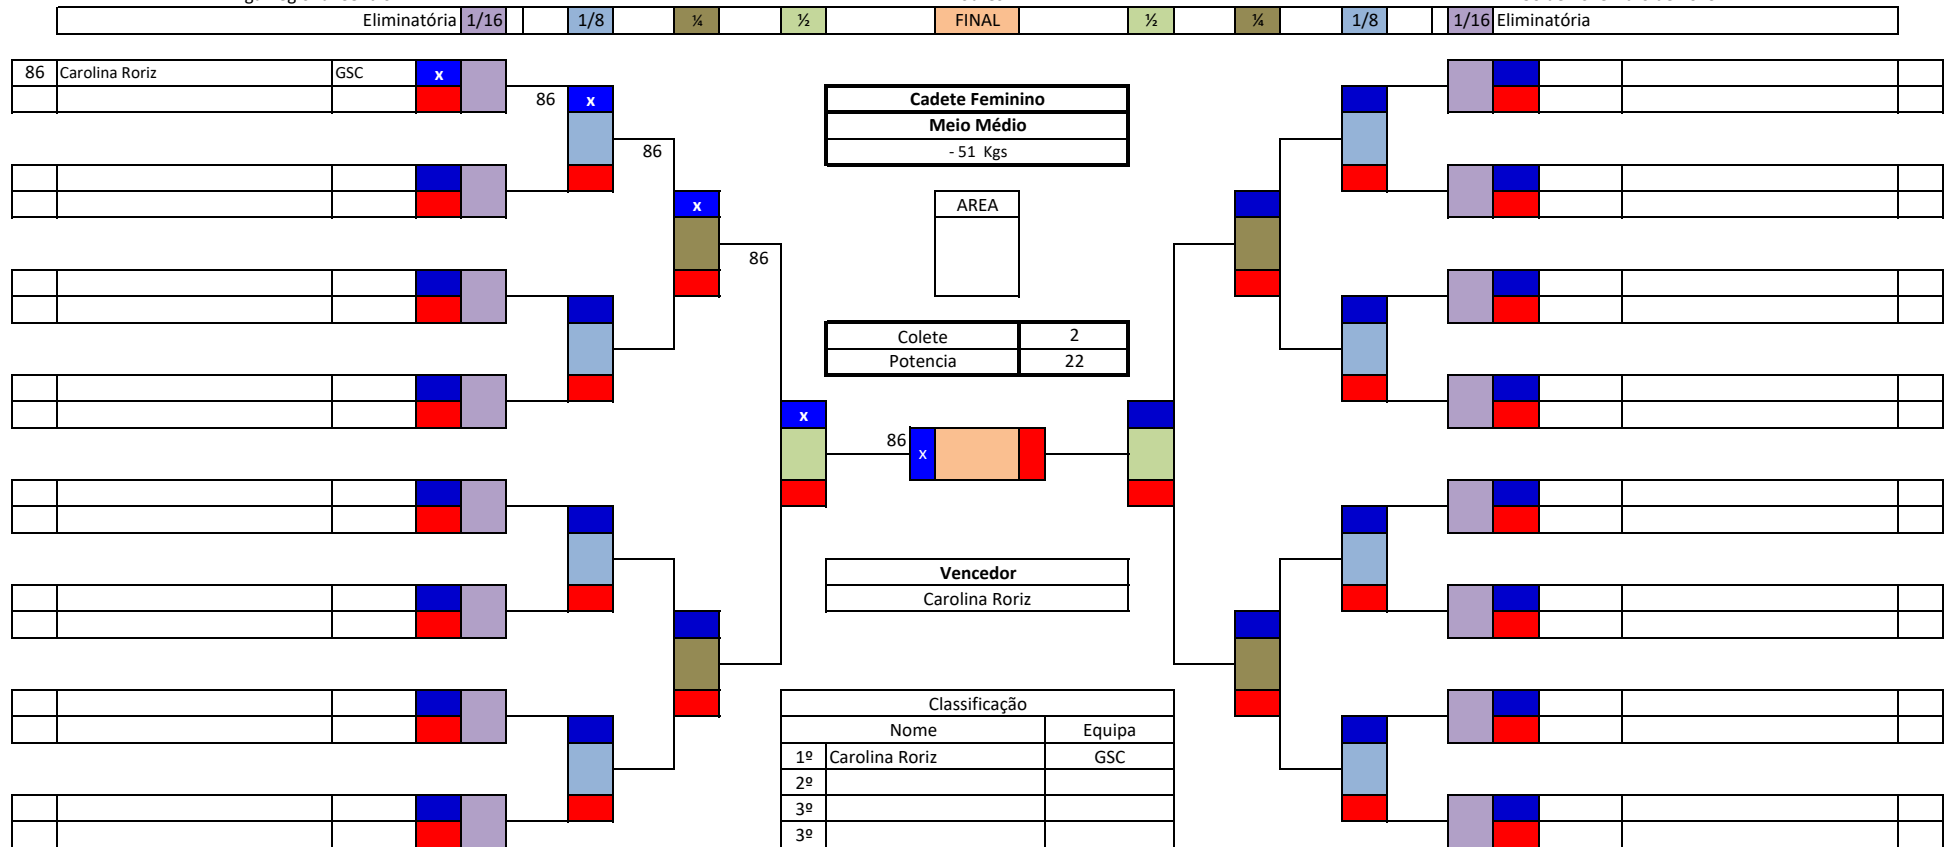 Eliminatória 1/16 1/8 ¼ ½ FINAL ½ ¼ 1/8 1/16 Eliminatória
86 Carolina Roriz GSC x
86 x
Cadete Feminino
Meio Médio
- 51 Kgs
86
x
AREA
86
Colete 2
Potencia 22
x
86 x
Vencedor
Carolina Roriz
Classificação
Nome Equipa
1º Carolina Roriz GSC
2º
3º
3º